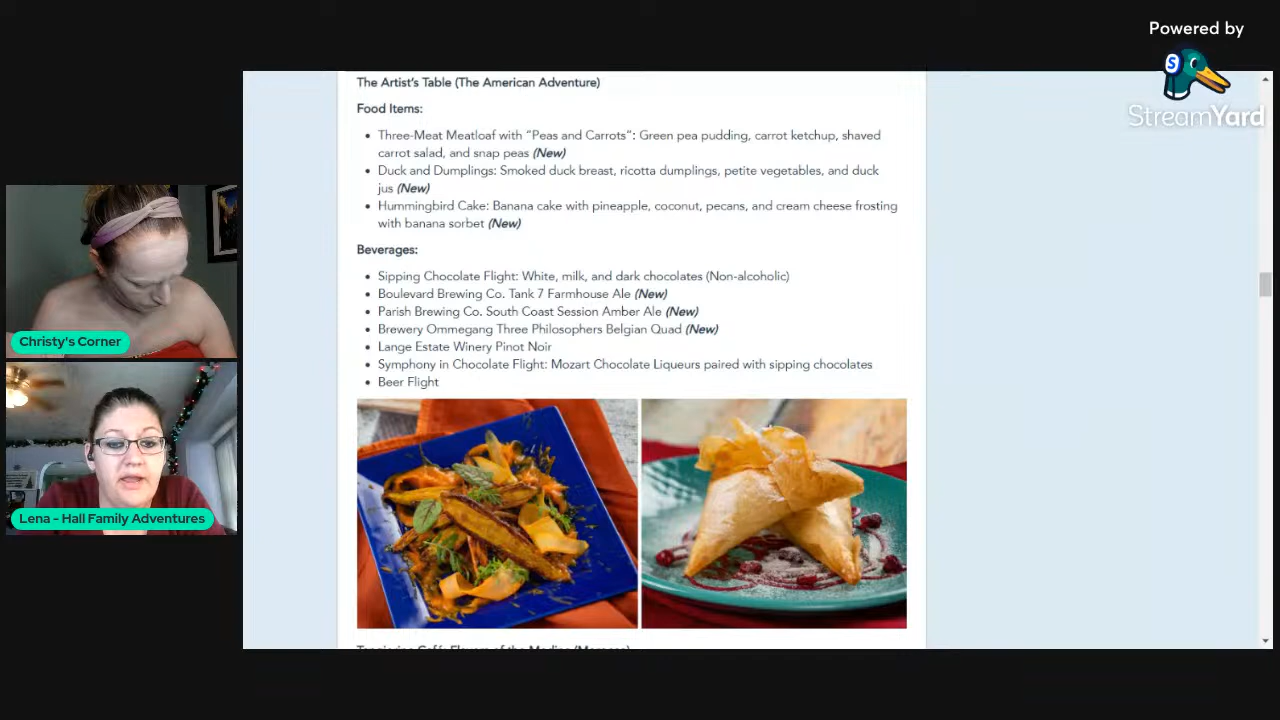 Powered by
StreamYard
The Artist's Table (The American Adventure)
Food Items:
Three-Meat Meatloaf with "Peas and Carrots": Green pea pudding, carrot ketchup, shaved
carrot salad, and snap peas (New)
Duck and Dumplings: Smoked duck breast, ricotta dumplings, petite vegetables, and duck
jus (New)
Hummingbird Cake: Banana cake with pineapple, coconut, pecans, and cream cheese frosting
with banana sorbet (New)
Beverages:
Sipping Chocolate Flight: White, milk, and dark chocolates (Non-alcoholic)
Boulevard Brewing Co. Tank 7 Farmhouse Ale (New)
Parish Brewing Co. South Coast Session Amber Ale (New)
Brewery Ommegang Three Philosophers Belgian Quad (New)
Lange Estate Winery Pinot Noir
Symphony in Chocolate Flight: Mozart Chocolate Liqueurs paired with sipping chocolates
Beer Flight
Christy's Corner
Lena - Hall Family Adventures